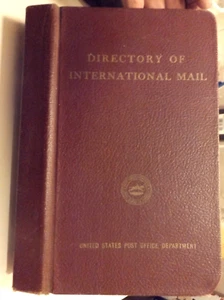 DIRECTORY OF
INTERNATIONAL MAIL
UNITED STATES POST OFFICE DEPARTMENT